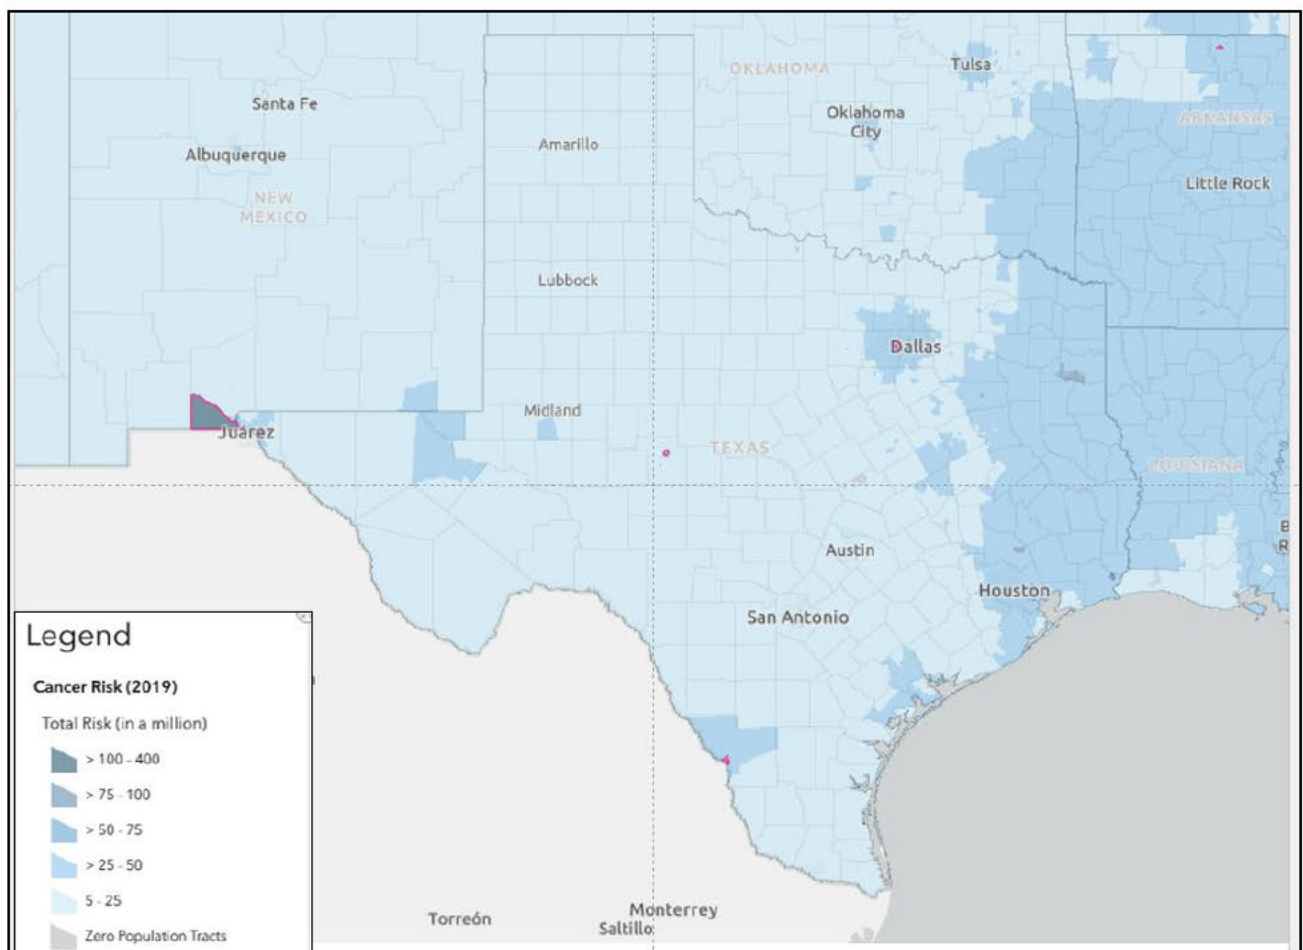 OKLAHOMA
Tulsa
Santa Fe
Oklahoma
City
ARKANSAS
Amarillo
Albuquerque
Little Rock
NEW
MEXICO
Lubbock
Dallas
Midland
Juárez
TEXAS
LOUISIANA
B
R
Austin
Houston
San Antonio
Legend
Cancer Risk (2019)
Total Risk (in a million)
> 100 - 400
> 75 - 100
> 50 - 75
> 25 - 50
5 - 25
Zero Population Tracts
Torreón
Monterrey
Saltillo